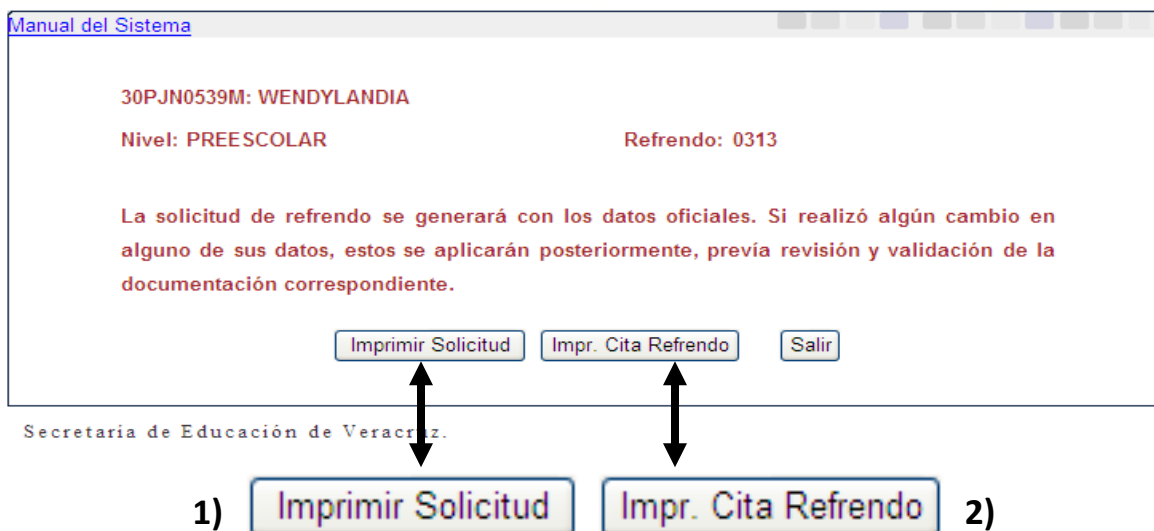 Manual del Sistema
30PJN0539M: WENDYLANDIA
Nivel: PREESCOLAR Refrendo: 0313
La solicitud de refrendo se generará con los datos oficiales. Si realizó algún cambio en
alguno de sus datos, estos se aplicarán posteriormente, previa revisión y validación de la
documentación correspondiente.
Imprimir Solicitud Impr. Cita Refrendo Salir
Secretaria de Educación de Veracruz.
1) Imprimir Solicitud Impr. Cita Refrendo 2)